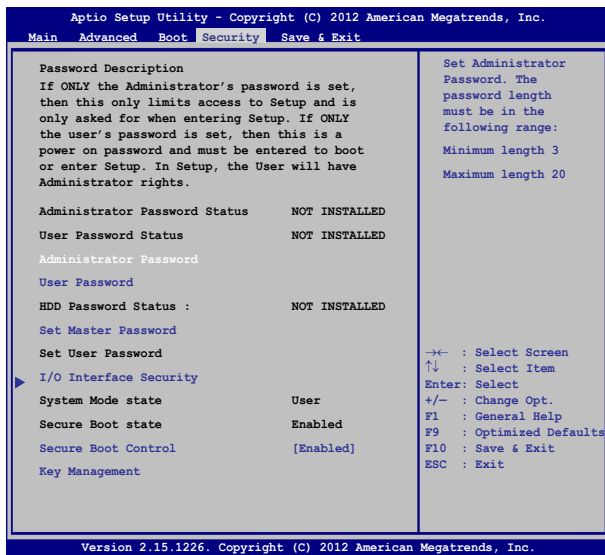 Aptio Setup Utility - Copyright (C) 2012 American Megatrends, Inc.
Main Advanced Boot Security Save & Exit
Password Description
If ONLY the Administrator's password is set,
then this only limits access to Setup and is
only asked for when entering Setup. If ONLY
the user's password is set, then this is a
power on password and must be entered to boot
or enter Setup. In Setup, the User will have
Administrator rights.
Administrator Password Status NOT INSTALLED
User Password Status NOT INSTALLED
Administrator Password
User Password
HDD Password Status : NOT INSTALLED
Set Master Password
Set User Password
I/O Interface Security
System Mode state User
Secure Boot state Enabled
Secure Boot Control [Enabled]
Key Management
Set Administrator
Password. The
password length
must be in the
following range:
Minimum length 3
Maximum length 20
→← : Select Screen
↑↓ : Select Item
Enter: Select
+/— : Change Opt.
F1 : General Help
F9 : Optimized Defaults
F10 : Save & Exit
ESC : Exit
Version 2.15.1226. Copyright (C) 2012 American Megatrends, Inc.